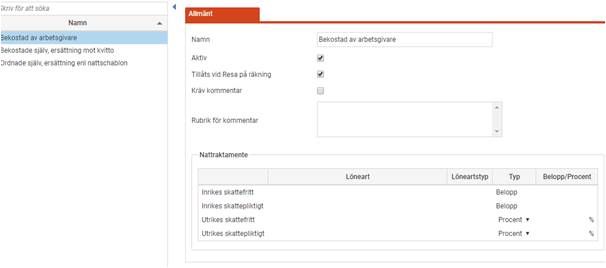 Skriv för att söka
Namn
Bekostad av arbetsgivare
Bekostade själv, ersättning mot kvitto
Ordnade själv, ersättning enl nattschablon
Allmänt
Namn Bekostad av arbetsgivare
Aktiv
Tillåts vid Resa på räkning
Kräv kommentar
Rubrik för kommentar
Nattraktamente
Löneart Löneartstyp Typ Belopp/Procent
Inrikes skattefritt Belopp
Inrikes skattepliktigt Belopp
Utrikes skattefritt Procent %
Utrikes skattepliktigt Procent %